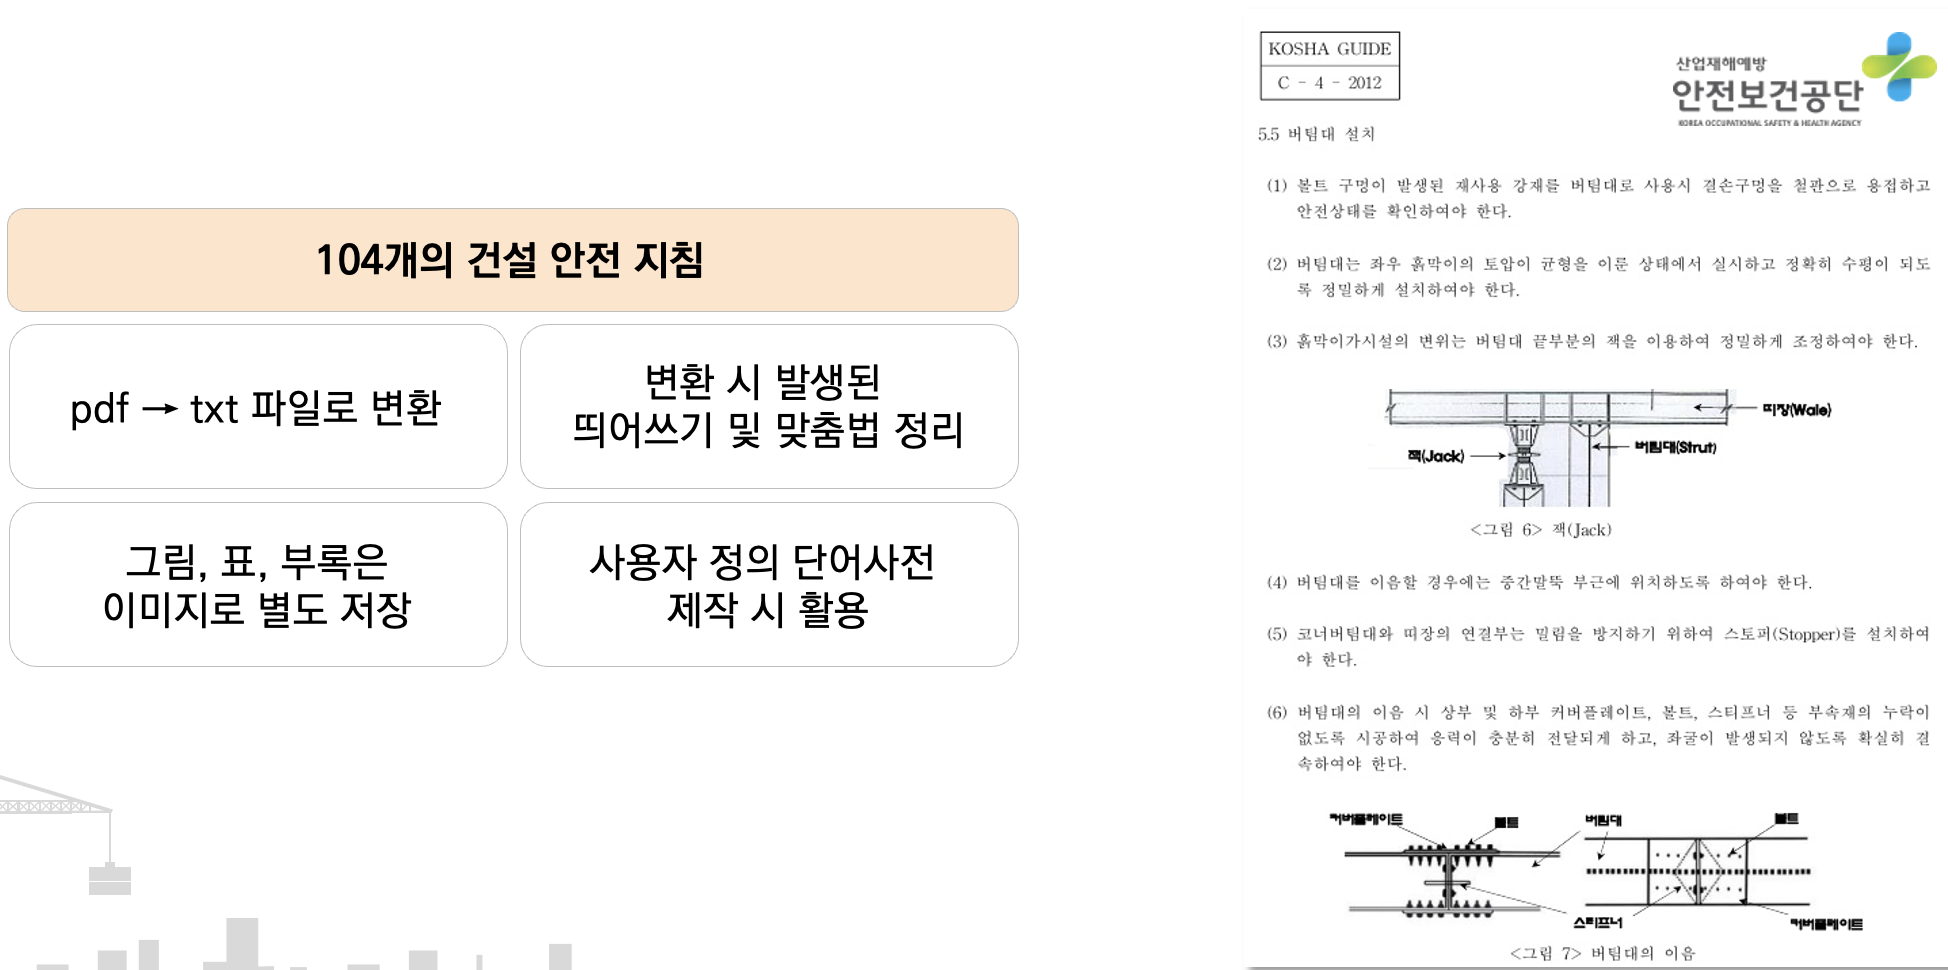 104개의 건설 안전 지침
pdf → txt 파일로 변환
변환 시 발생된
띄어쓰기 및 맞춤법 정리
그림, 표, 부록은
이미지로 별도 저장
사용자 정의 단어사전
제작 시 활용
KOSHA GUIDE
C - 4 - 2012
산업재해예방
안전보건공단
KOREA OCCUPATIONAL SAFETY & HEALTH AGENCY
5.5 버팀대 설치
(1) 볼트 구멍이 발생된 재사용 강재를 버팀대로 사용시 결손구멍을 철판으로 용접하고
안전상태를 확인하여야 한다.
(2) 버팀대는 좌우 흙막이의 토압이 균형을 이룬 상태에서 실시하고 정확히 수평이 되도
록 정밀하게 설치하여야 한다.
(3) 흙막이가시설의 변위는 버팀대 끝부분의 잭을 이용하여 정밀하게 조정하여야 한다.
띠장(Wale)
버팀대(Strut)
잭(Jack)
<그림 6> 잭(Jack)
(4) 버팀대를 이음할 경우에는 중간말뚝 부근에 위치하도록 하여야 한다.
(5) 코너버팀대와 띠장의 연결부는 밀림을 방지하기 위하여 스토퍼(Stopper)를 설치하여
야 한다.
(6) 버팀대의 이음 시 상부 및 하부 커버플레이트, 볼트, 스티프너 등 부속재의 누락이
없도록 시공하여 응력이 충분히 전달되게 하고, 좌굴이 발생되지 않도록 확실히 결
속하여야 한다.
커버플레이트
볼트
버팀대
볼트
스티프너
커버플레이트
<그림 7> 버팀대의 이음